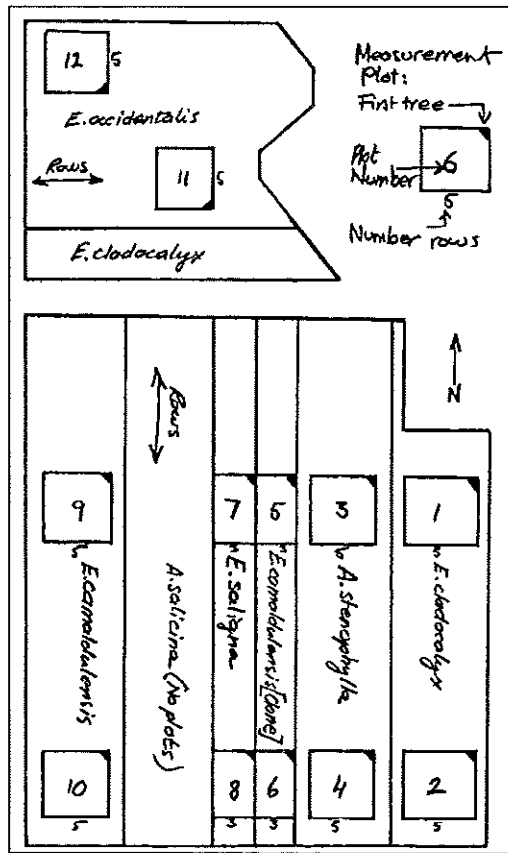 12 5
E.occidentalis
Rows
11 5
E.cladocalyx
Measurement
Plot:
First tree
Plot
Number
6
5
Number rows
N
Rows
9
7
5
3
1
E.camaldulensis
A.salicina (No plots)
E.saligna
E.camaldulensis[Clone]
A.stenophylla
E.cladocalyx
10
8
6
4
2
5
3
3
5
5